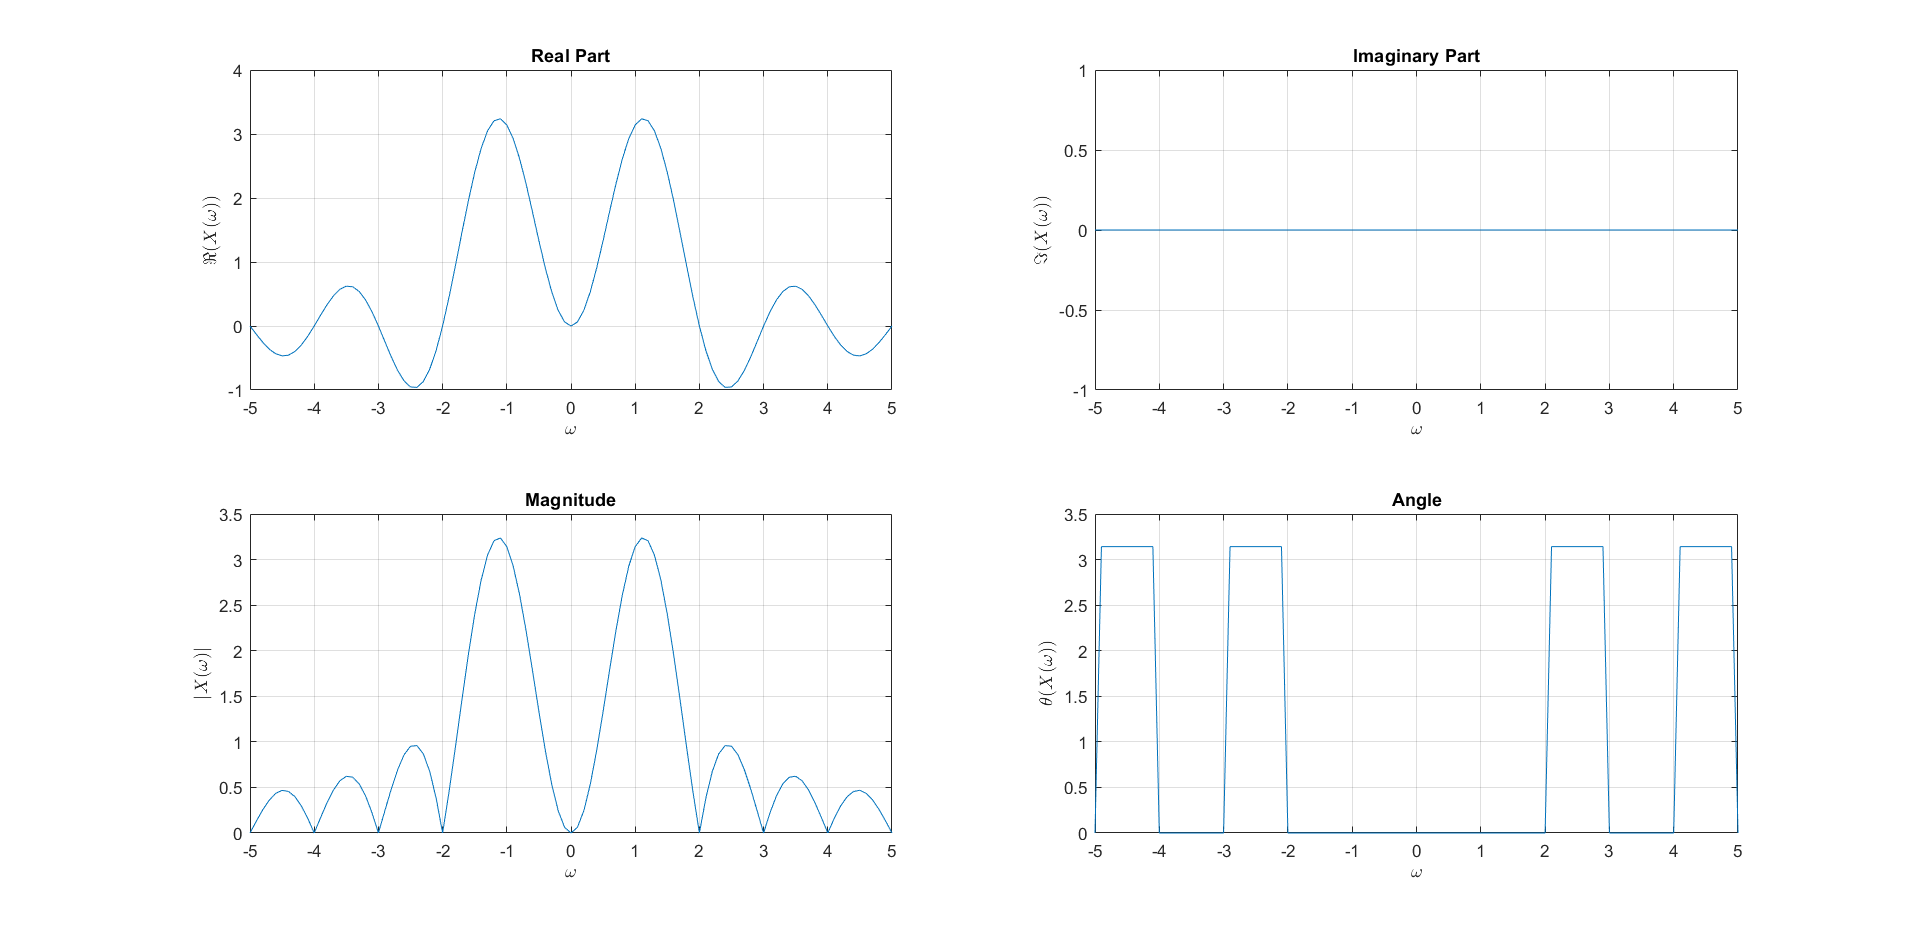 Real Part
4
3
2
1
0
-1
ℜ(X(ω))
-5 -4 -3 -2 -1 0 1 2 3 4 5
ω
Imaginary Part
1
0.5
0
-0.5
-1
ℑ(X(ω))
-5 -4 -3 -2 -1 0 1 2 3 4 5
ω
Magnitude
3.5
3
2.5
2
1.5
1
0.5
0
|X(ω)|
-5 -4 -3 -2 -1 0 1 2 3 4 5
ω
Angle
3.5
3
2.5
2
1.5
1
0.5
0
θ(X(ω))
-5 -4 -3 -2 -1 0 1 2 3 4 5
ω